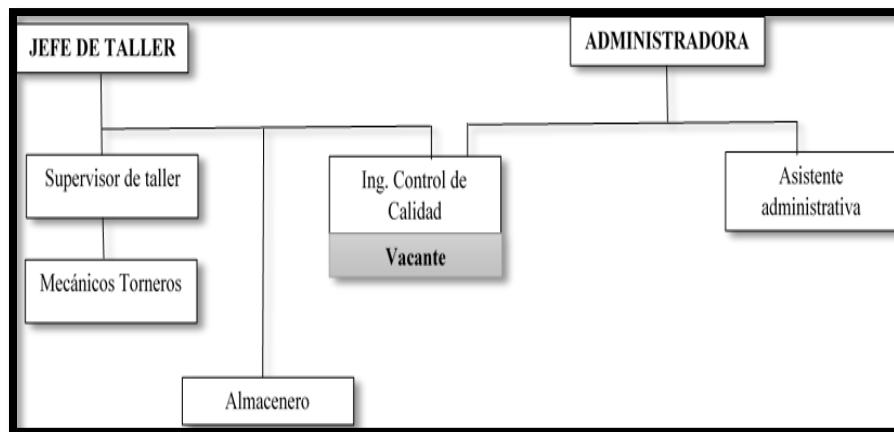 JEFE DE TALLER
ADMINISTRADORA
Supervisor de taller
Ing. Control de
Calidad
Vacante
Asistente
administrativa
Mecánicos Torneros
Almacenero